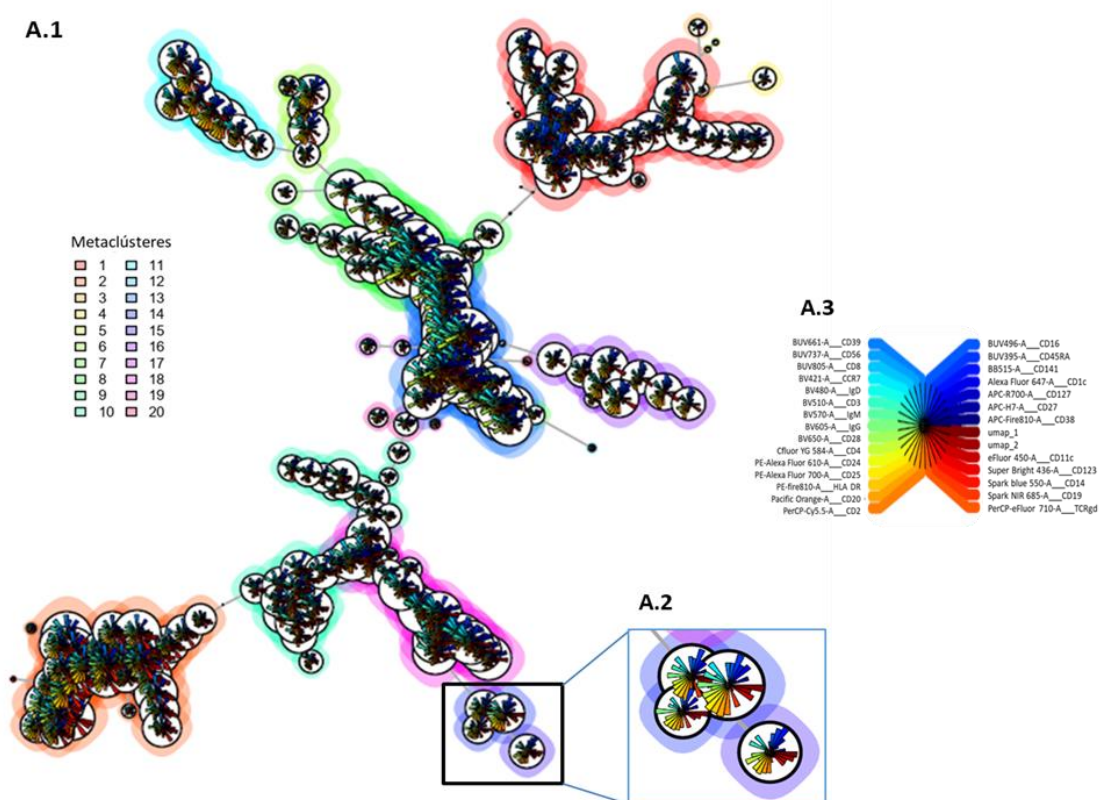 A.1
Metaclústeres
1 11
2 12
3 13
4 14
5 15
6 16
7 17
8 18
9 19
10 20
A.2
A.3
BUV661-A___CD39
BUV737-A___CD56
BUV805-A___CD8
BV421-A___CCR7
BV480-A___IgD
BV510-A___CD3
BV570-A___IgM
BV605-A___IgG
BV650-A___CD28
Cfluor YG 584-A___CD4
PE-Alexa Fluor 610-A___CD24
PE-Alexa Fluor 700-A___CD25
PE-fire810-A___HLA DR
Pacific Orange-A___CD20
PerCP-Cy5.5-A___CD2
BUV496-A___CD16
BUV395-A___CD45RA
BB515-A___CD141
Alexa Fluor 647-A___CD1c
APC-R700-A___CD127
APC-H7-A___CD27
APC-Fire810-A___CD38
umap_1
umap_2
eFluor 450-A___CD11c
Super Bright 436-A___CD123
Spark blue 550-A___CD14
Spark NIR 685-A___CD19
PerCP-eFluor 710-A___TCRgd